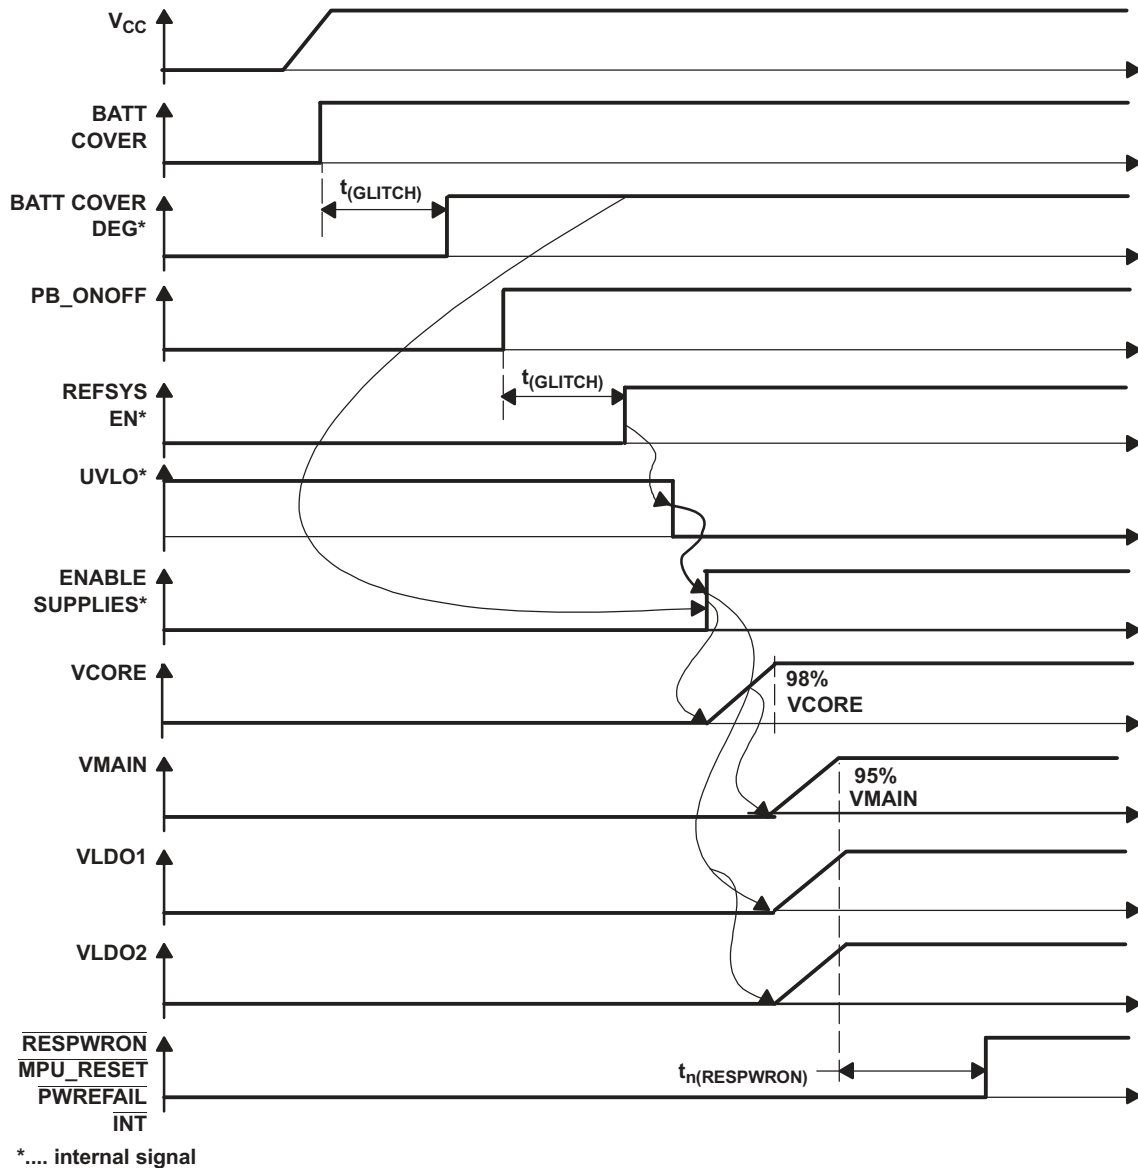 VCC
BATT
COVER
t(GLITCH)
BATT COVER
DEG*
PB_ONOFF
t(GLITCH)
REFSYS
EN*
UVLO*
ENABLE
SUPPLIES*
VCORE
98%
VCORE
VMAIN
95%
VMAIN
VLDO1
VLDO2
RESPWRON
MPU_RESET
PWREFAIL
INT
tn(RESPWRON)
*.... internal signal